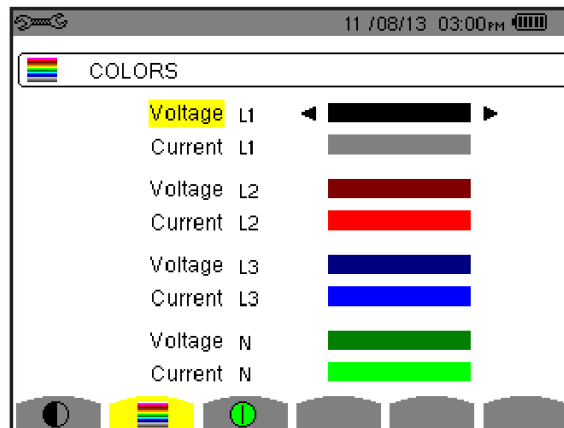 11 /08/13 03:00PM
COLORS
Voltage L1
Current L1
Voltage L2
Current L2
Voltage L3
Current L3
Voltage N
Current N